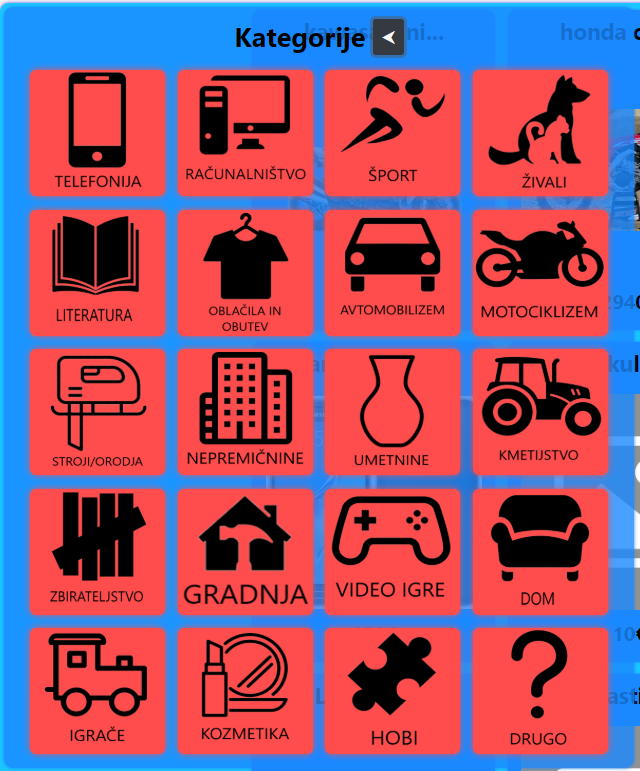 Kategorije
honda
TELEFONIJA
RAČUNALNIŠTVO
ŠPORT
ŽIVALI
LITERATURA
OBLAČILA IN
OBUTEV
AVTOMOBILIZEM
MOTOCIKLIZEM
STROJI/ORODJA
NEPREMIČNINE
UMETNINE
KMETIJSTVO
ZBIRATELJSTVO
GRADNJA
VIDEO IGRE
DOM
IGRAČE
KOZMETIKA
HOBI
DRUGO